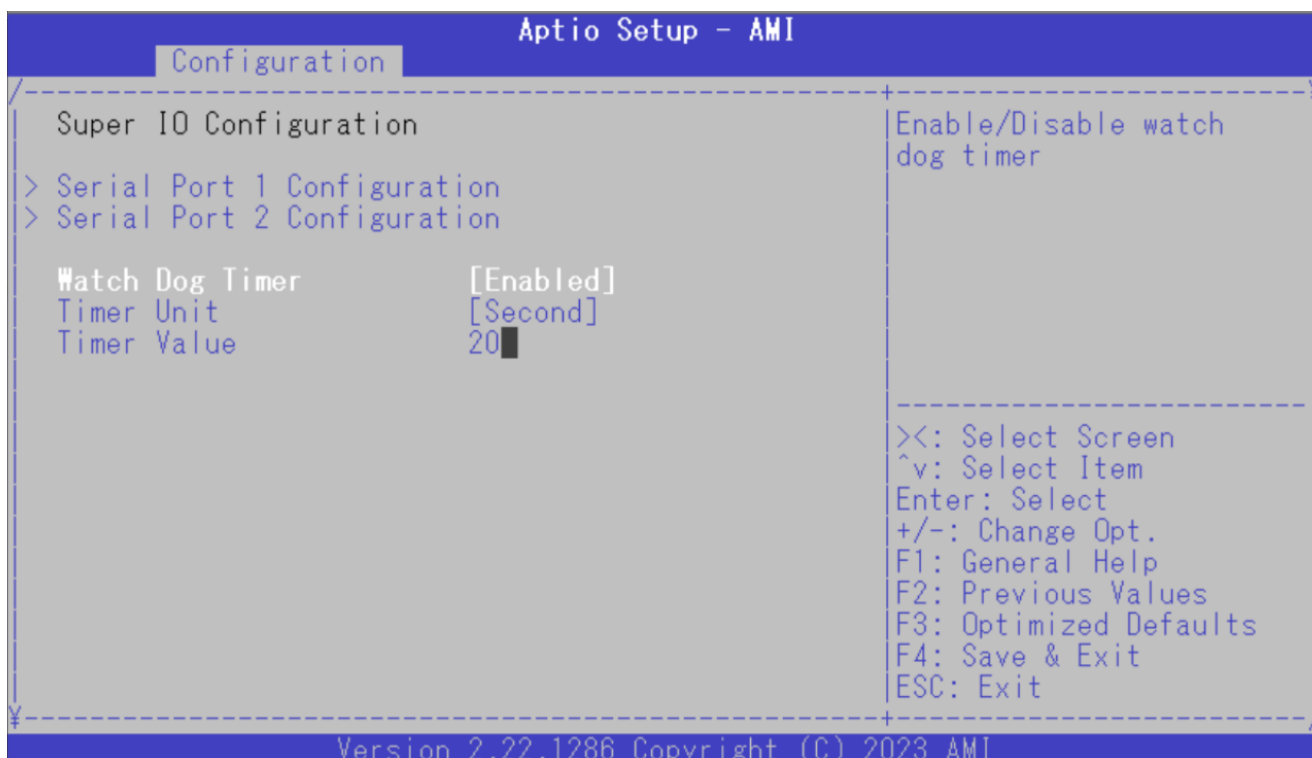 Aptio Setup - AMI
Configuration
Super IO Configuration
> Serial Port 1 Configuration
> Serial Port 2 Configuration
Watch Dog Timer [Enabled]
Timer Unit [Second]
Timer Value 20
Enable/Disable watch
dog timer
><: Select Screen
^v: Select Item
Enter: Select
+/-: Change Opt.
F1: General Help
F2: Previous Values
F3: Optimized Defaults
F4: Save & Exit
ESC: Exit
Version 2.22.1286 Copyright (C) 2023 AMI